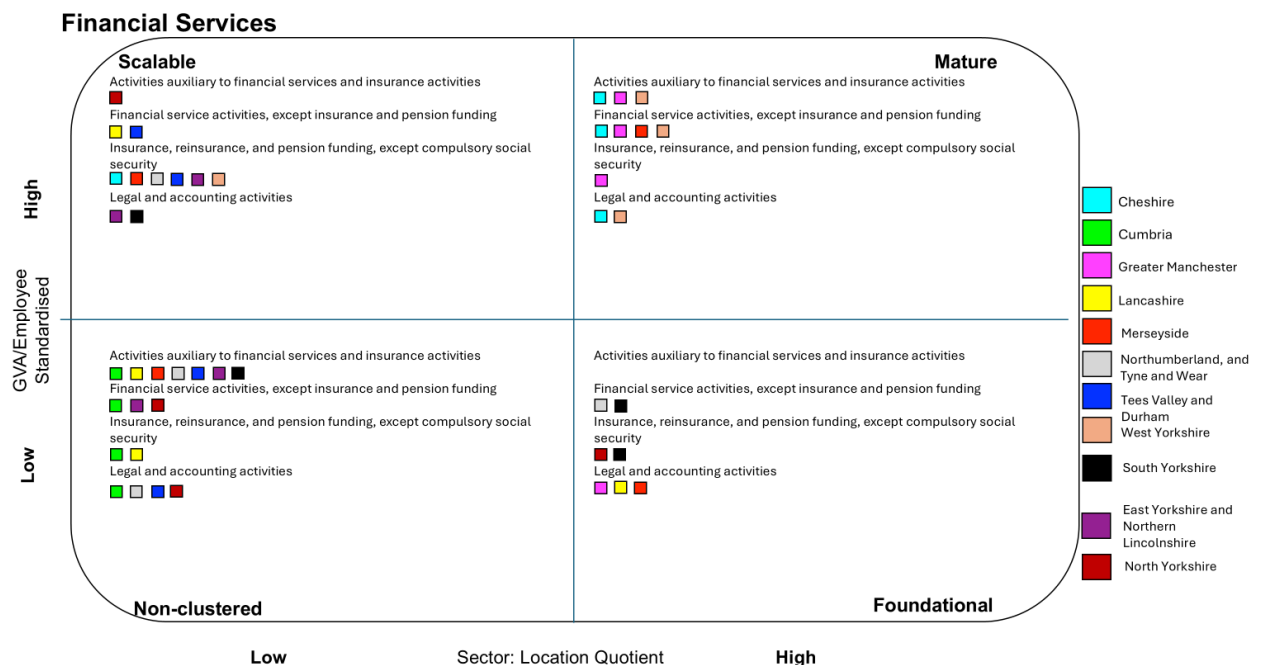 Financial Services
Scalable
Activities auxiliary to financial services and insurance activities
Financial service activities, except insurance and pension funding
Insurance, reinsurance, and pension funding, except compulsory social
security
Legal and accounting activities
Mature
Activities auxiliary to financial services and insurance activities
Financial service activities, except insurance and pension funding
Insurance, reinsurance, and pension funding, except compulsory social
security
Legal and accounting activities
High
GVA/Employee
Standardised
Low
Activities auxiliary to financial services and insurance activities
Financial service activities, except insurance and pension funding
Insurance, reinsurance, and pension funding, except compulsory social
security
Legal and accounting activities
Non-clustered
Activities auxiliary to financial services and insurance activities
Financial service activities, except insurance and pension funding
Insurance, reinsurance, and pension funding, except compulsory social
security
Legal and accounting activities
Foundational
Low
Sector: Location Quotient
High
Cheshire
Cumbria
Greater Manchester
Lancashire
Merseyside
Northumberland, and
Tyne and Wear
Tees Valley and
Durham
West Yorkshire
South Yorkshire
East Yorkshire and
Northern
Lincolnshire
North Yorkshire